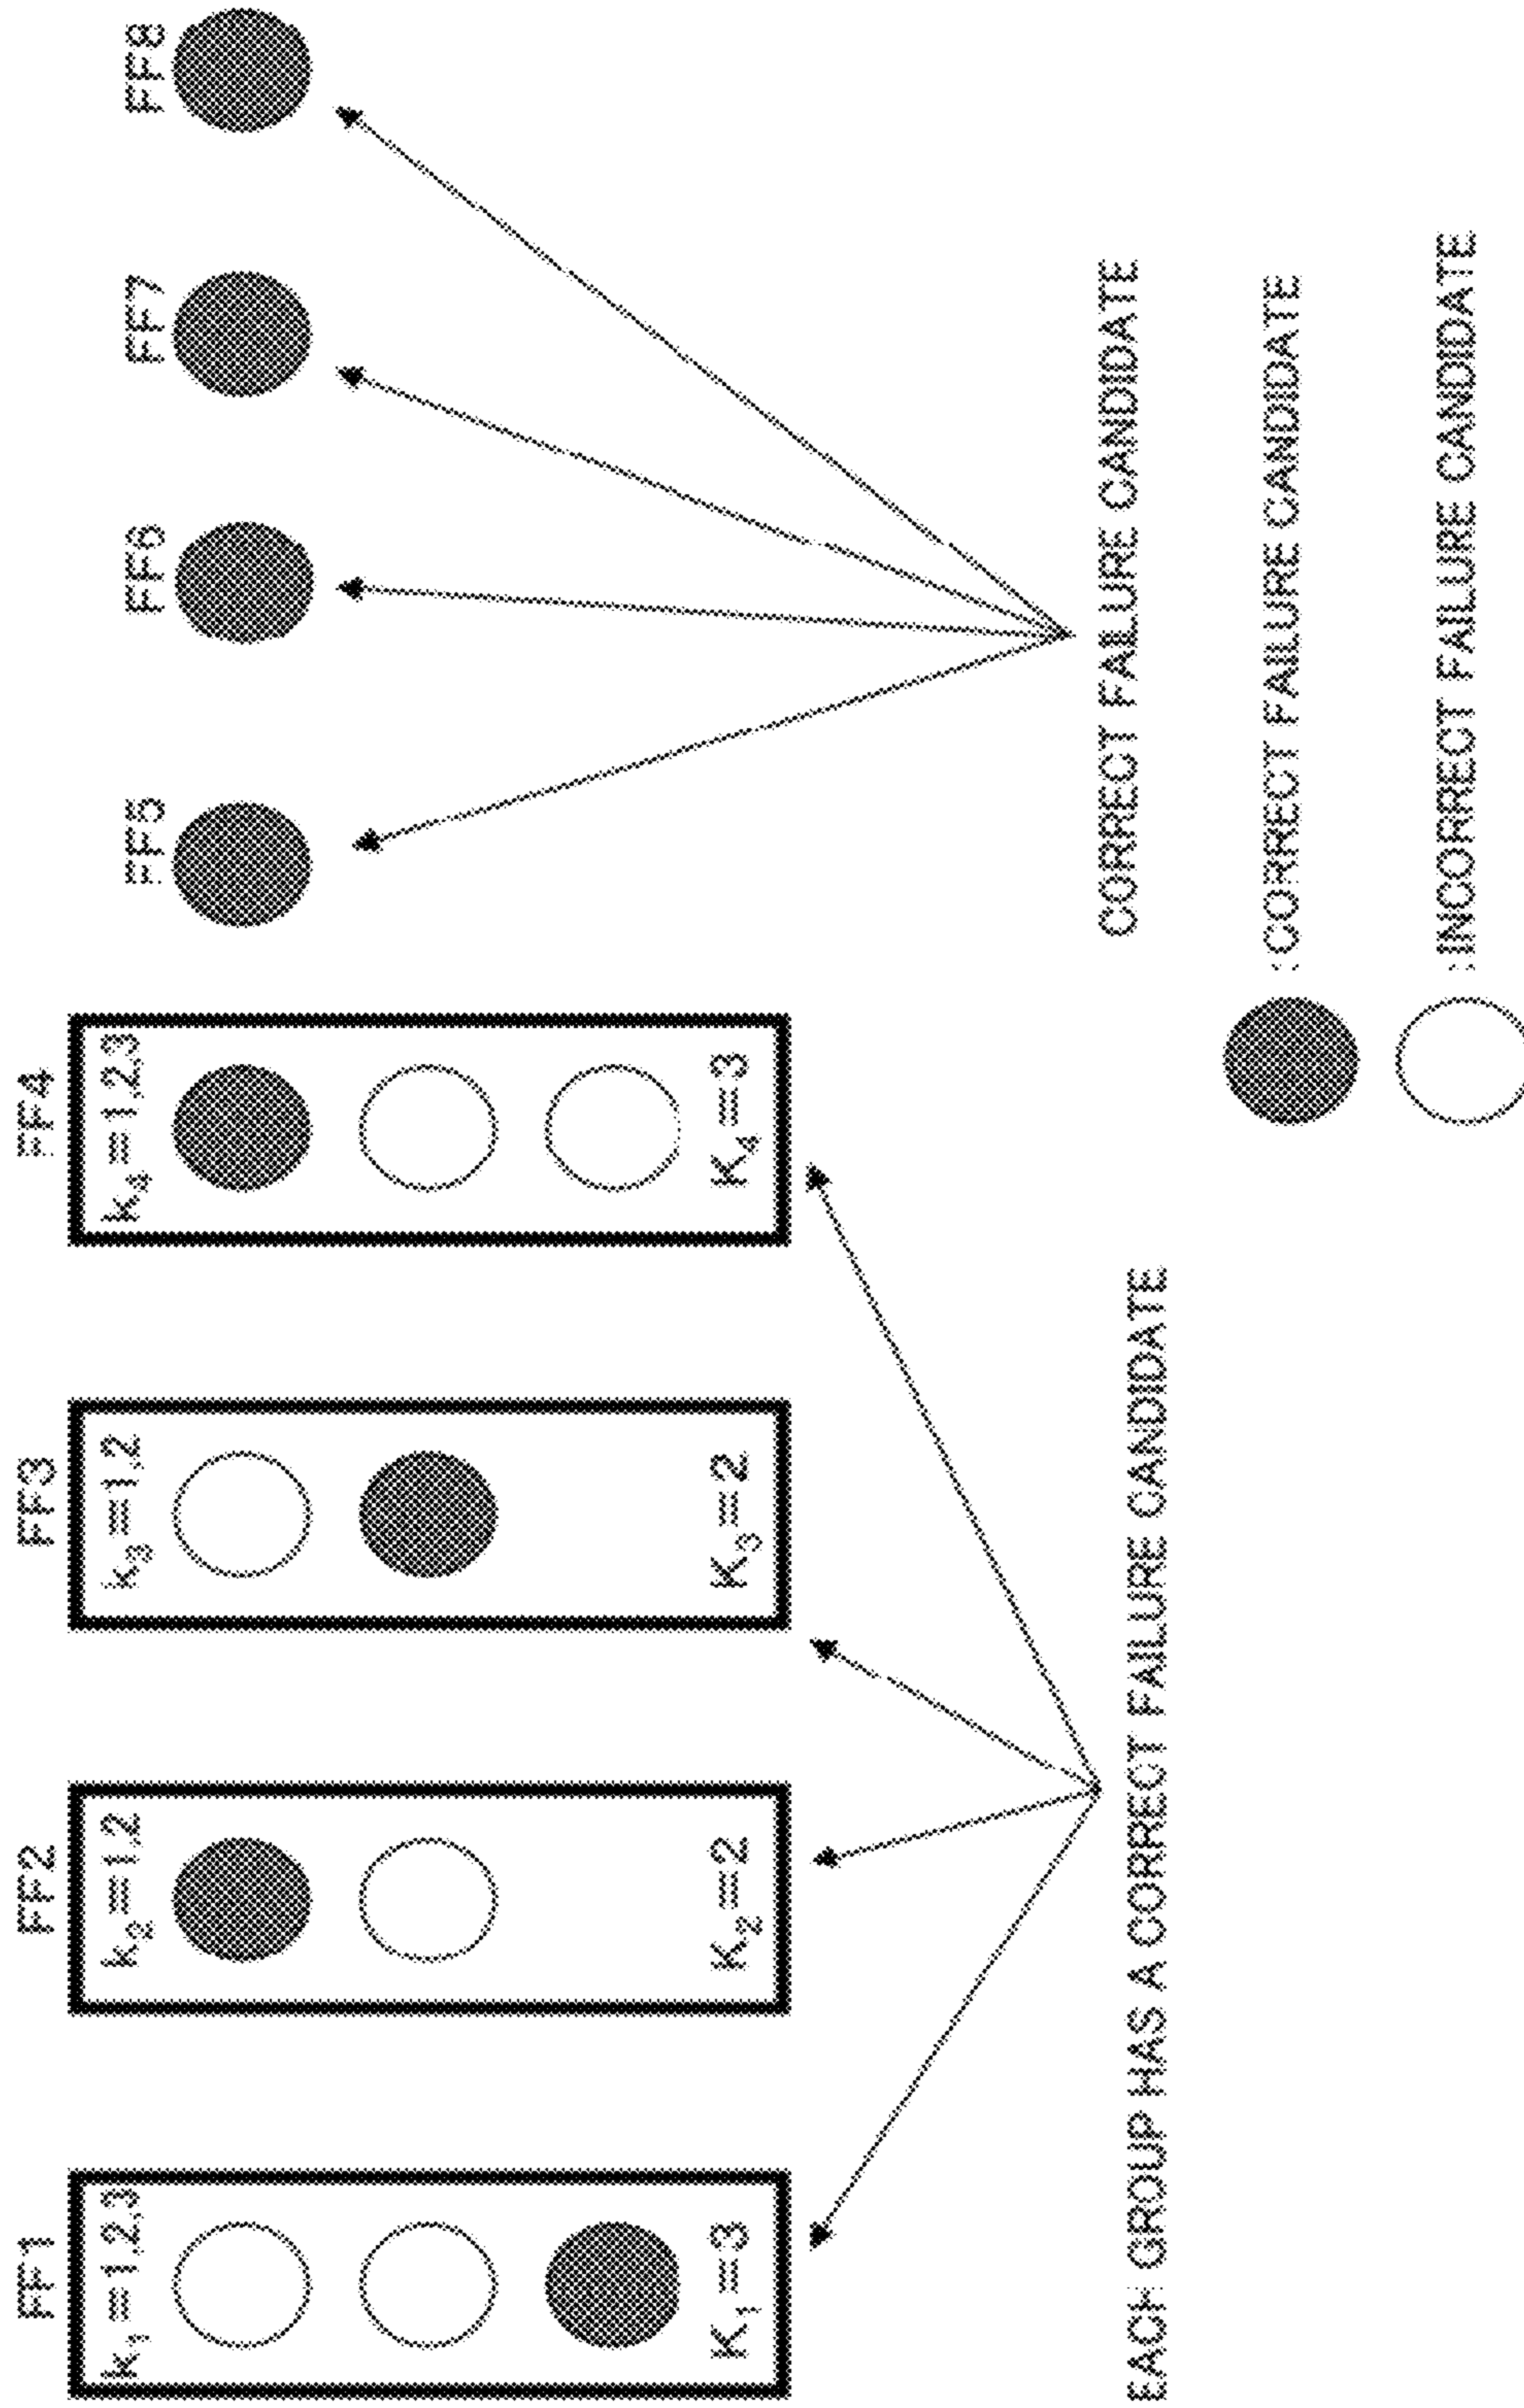 FF1 FF2 FF3 FF4
k₁=1,2,3 k₂=1,2 k₃=1,2 k₄=1,2,3
FF5 FF6 FF7 FF8
K₁=3 K₂=2 K₃=2 K₄=3
CORRECT FAILURE CANDIDATE
EACH GROUP HAS A CORRECT FAILURE CANDIDATE
:CORRECT FAILURE CANDIDATE
:INCORRECT FAILURE CANDIDATE